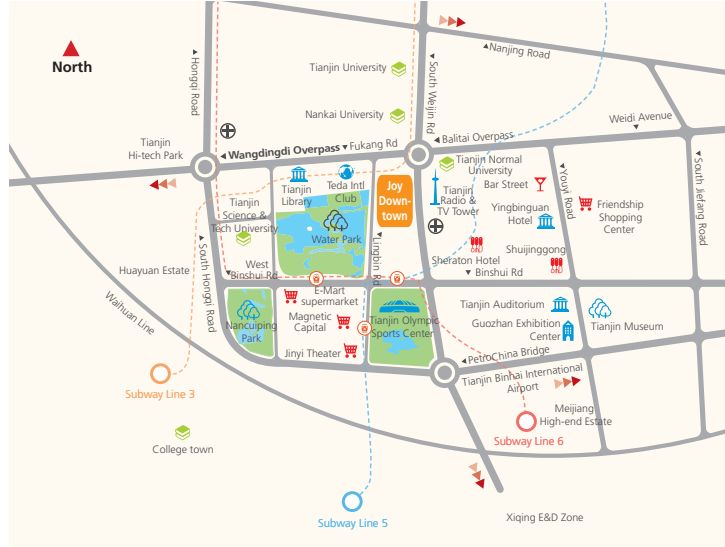 North
Hongqi Road
South Weijin Rd
Nanjing Road
Tianjin University
Nankai University
Weidi Avenue
Tianjin
Hi-tech Park
Wangdingdi Overpass
Fukang Rd
Balitai Overpass
Tianjin
Library
Teda Intl
Club
Joy
Down-
town
Tianjin Normal
University
Bar Street
Tianjin
Radio &
TV Tower
Youyi Road
South Jiefang Road
Yingbinguan
Hotel
Friendship
Shopping
Center
Tianjin
Science &
Tech University
Water Park
Lingbin Rd
Shuijinggong
Sheraton Hotel
Binshui Rd
South Hongqi Road
West
Binshui Rd
Huayuan Estate
Waihuan Line
E-Mart
supermarket
Magnetic
Capital
Nancuiping
Park
Jinyi Theater
Tianjin Olympic
Sports Center
Tianjin Auditorium
Guozhan Exhibition
Center
Tianjin Museum
PetroChina Bridge
Tianjin Binhai International
Airport
Subway Line 3
Meijiang
High-end Estate
Subway Line 6
College town
Subway Line 5
Xiqing E&D Zone